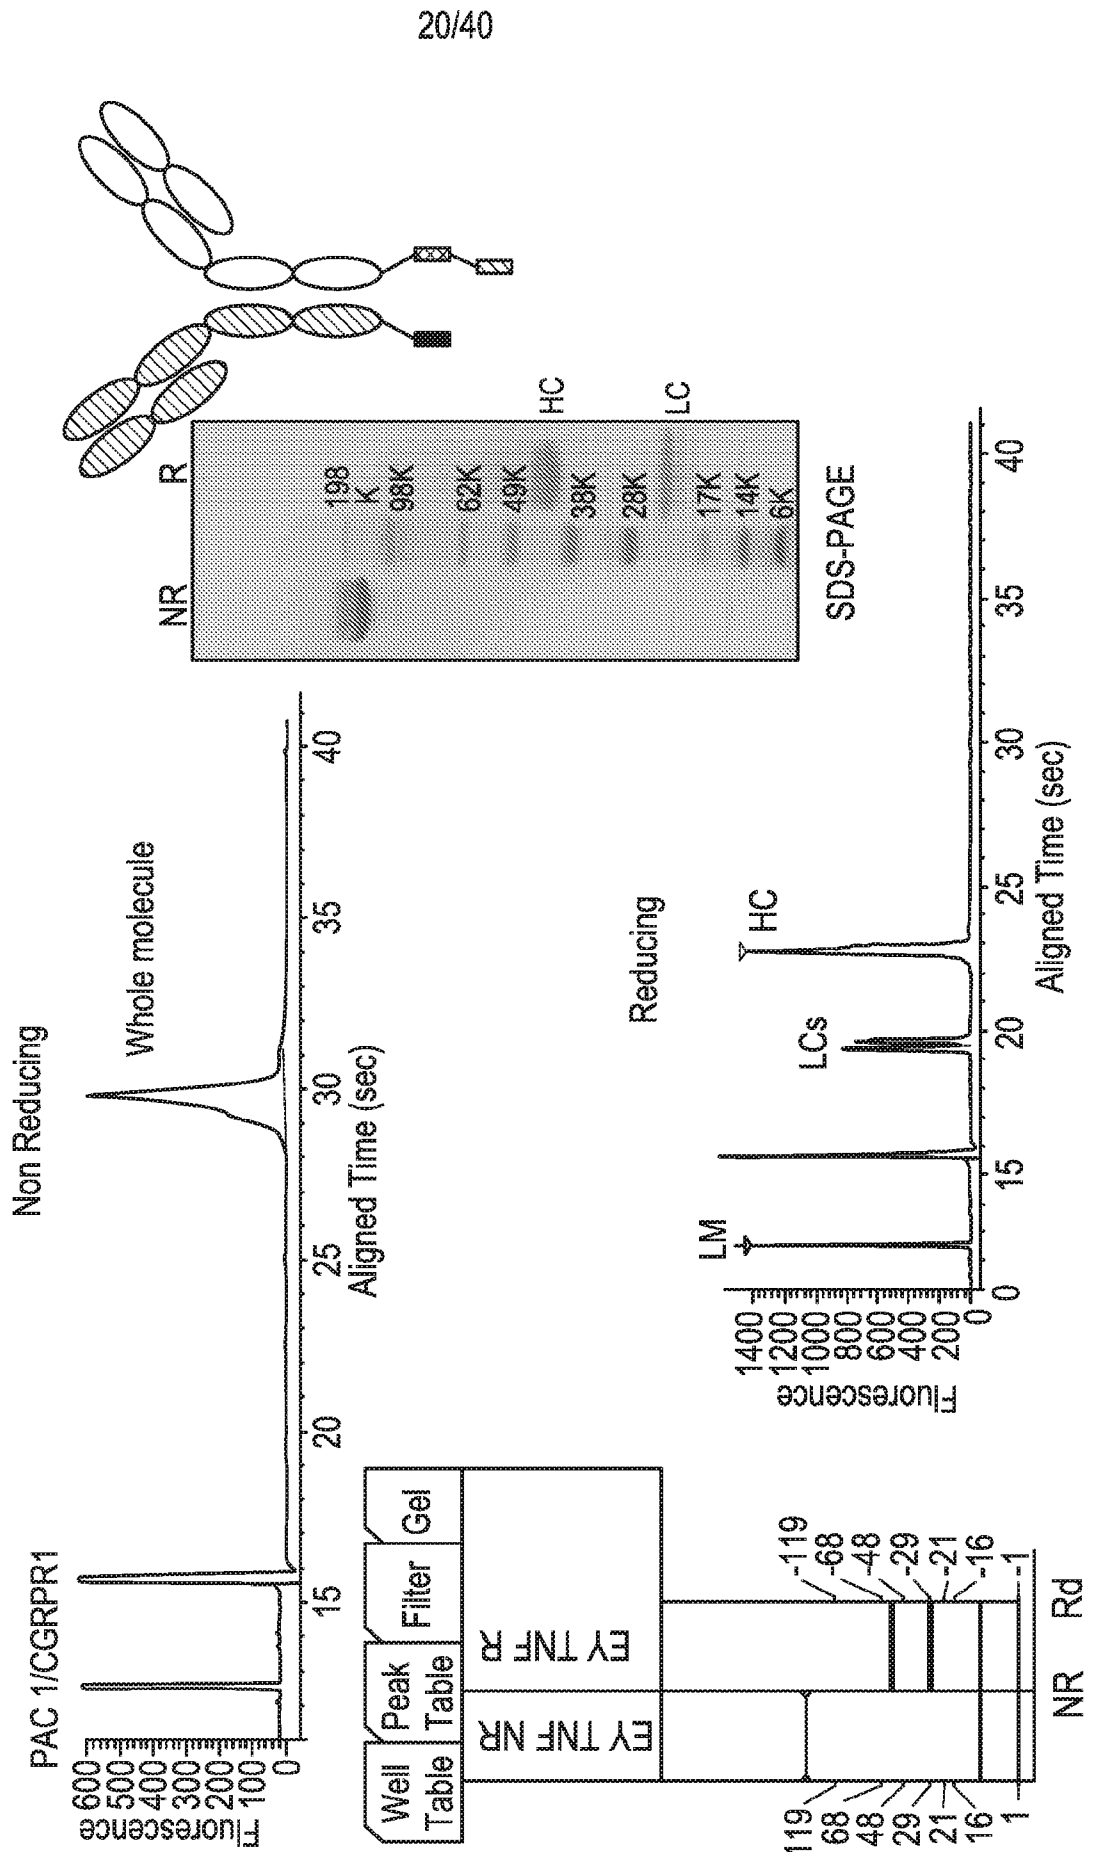 20/40
PAC 1/CGRPR1
Non Reducing
Whole molecule
Fluorescence
600
500
400
300
200
100
0
15
20
25
30
35
40
Aligned Time (sec)
NR
R
198
K
98K
62K
49K
38K
28K
17K
14K
6K
HC
LC
SDS-PAGE
Well
Table
Peak
Table
Filter
Gel
EY TNF NR
EY TNF R
119
68
48
29
21
16
1
-119
-68
-48
-29
-21
-16
-1
NR
Rd
Reducing
LM
LCs
HC
Fluorescence
1400
1200
1000
800
600
400
200
0
0
15
20
25
30
35
40
Aligned Time (sec)